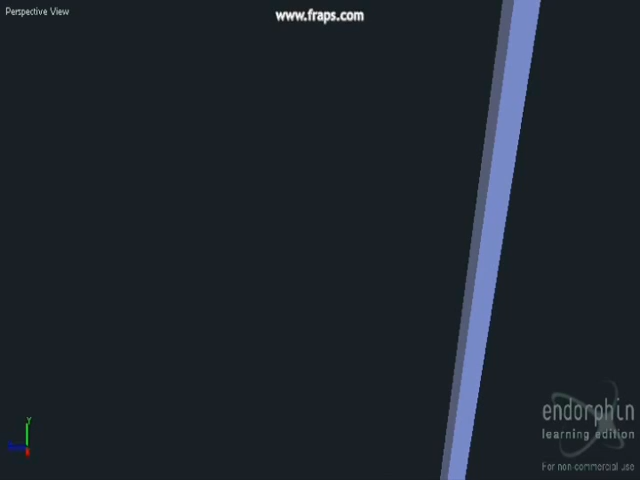 Perspective View
www.fraps.com
Y
endorphin
learning edition
For non-commercial use